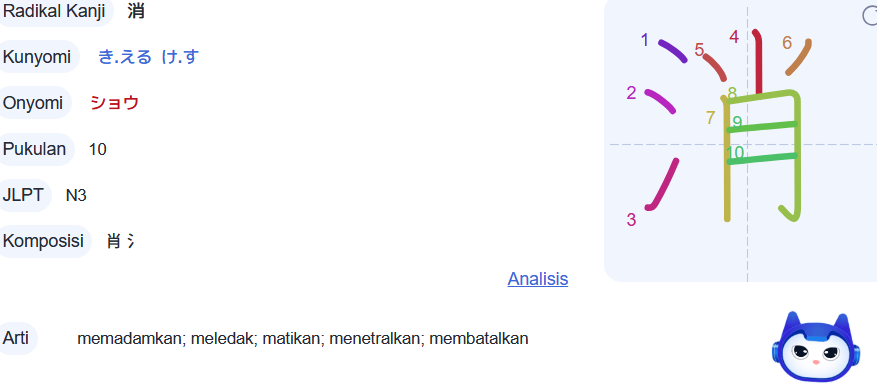 Radikal Kanji 消
Kunyomi き.える け.す
Onyomi ショウ
Pukulan 10
JLPT N3
Komposisi 肖 氵
Analisis
Arti memadamkan; meledak; matikan; menetralkan; membatalkan
1
2
3
4
5
6
7
8
9
10